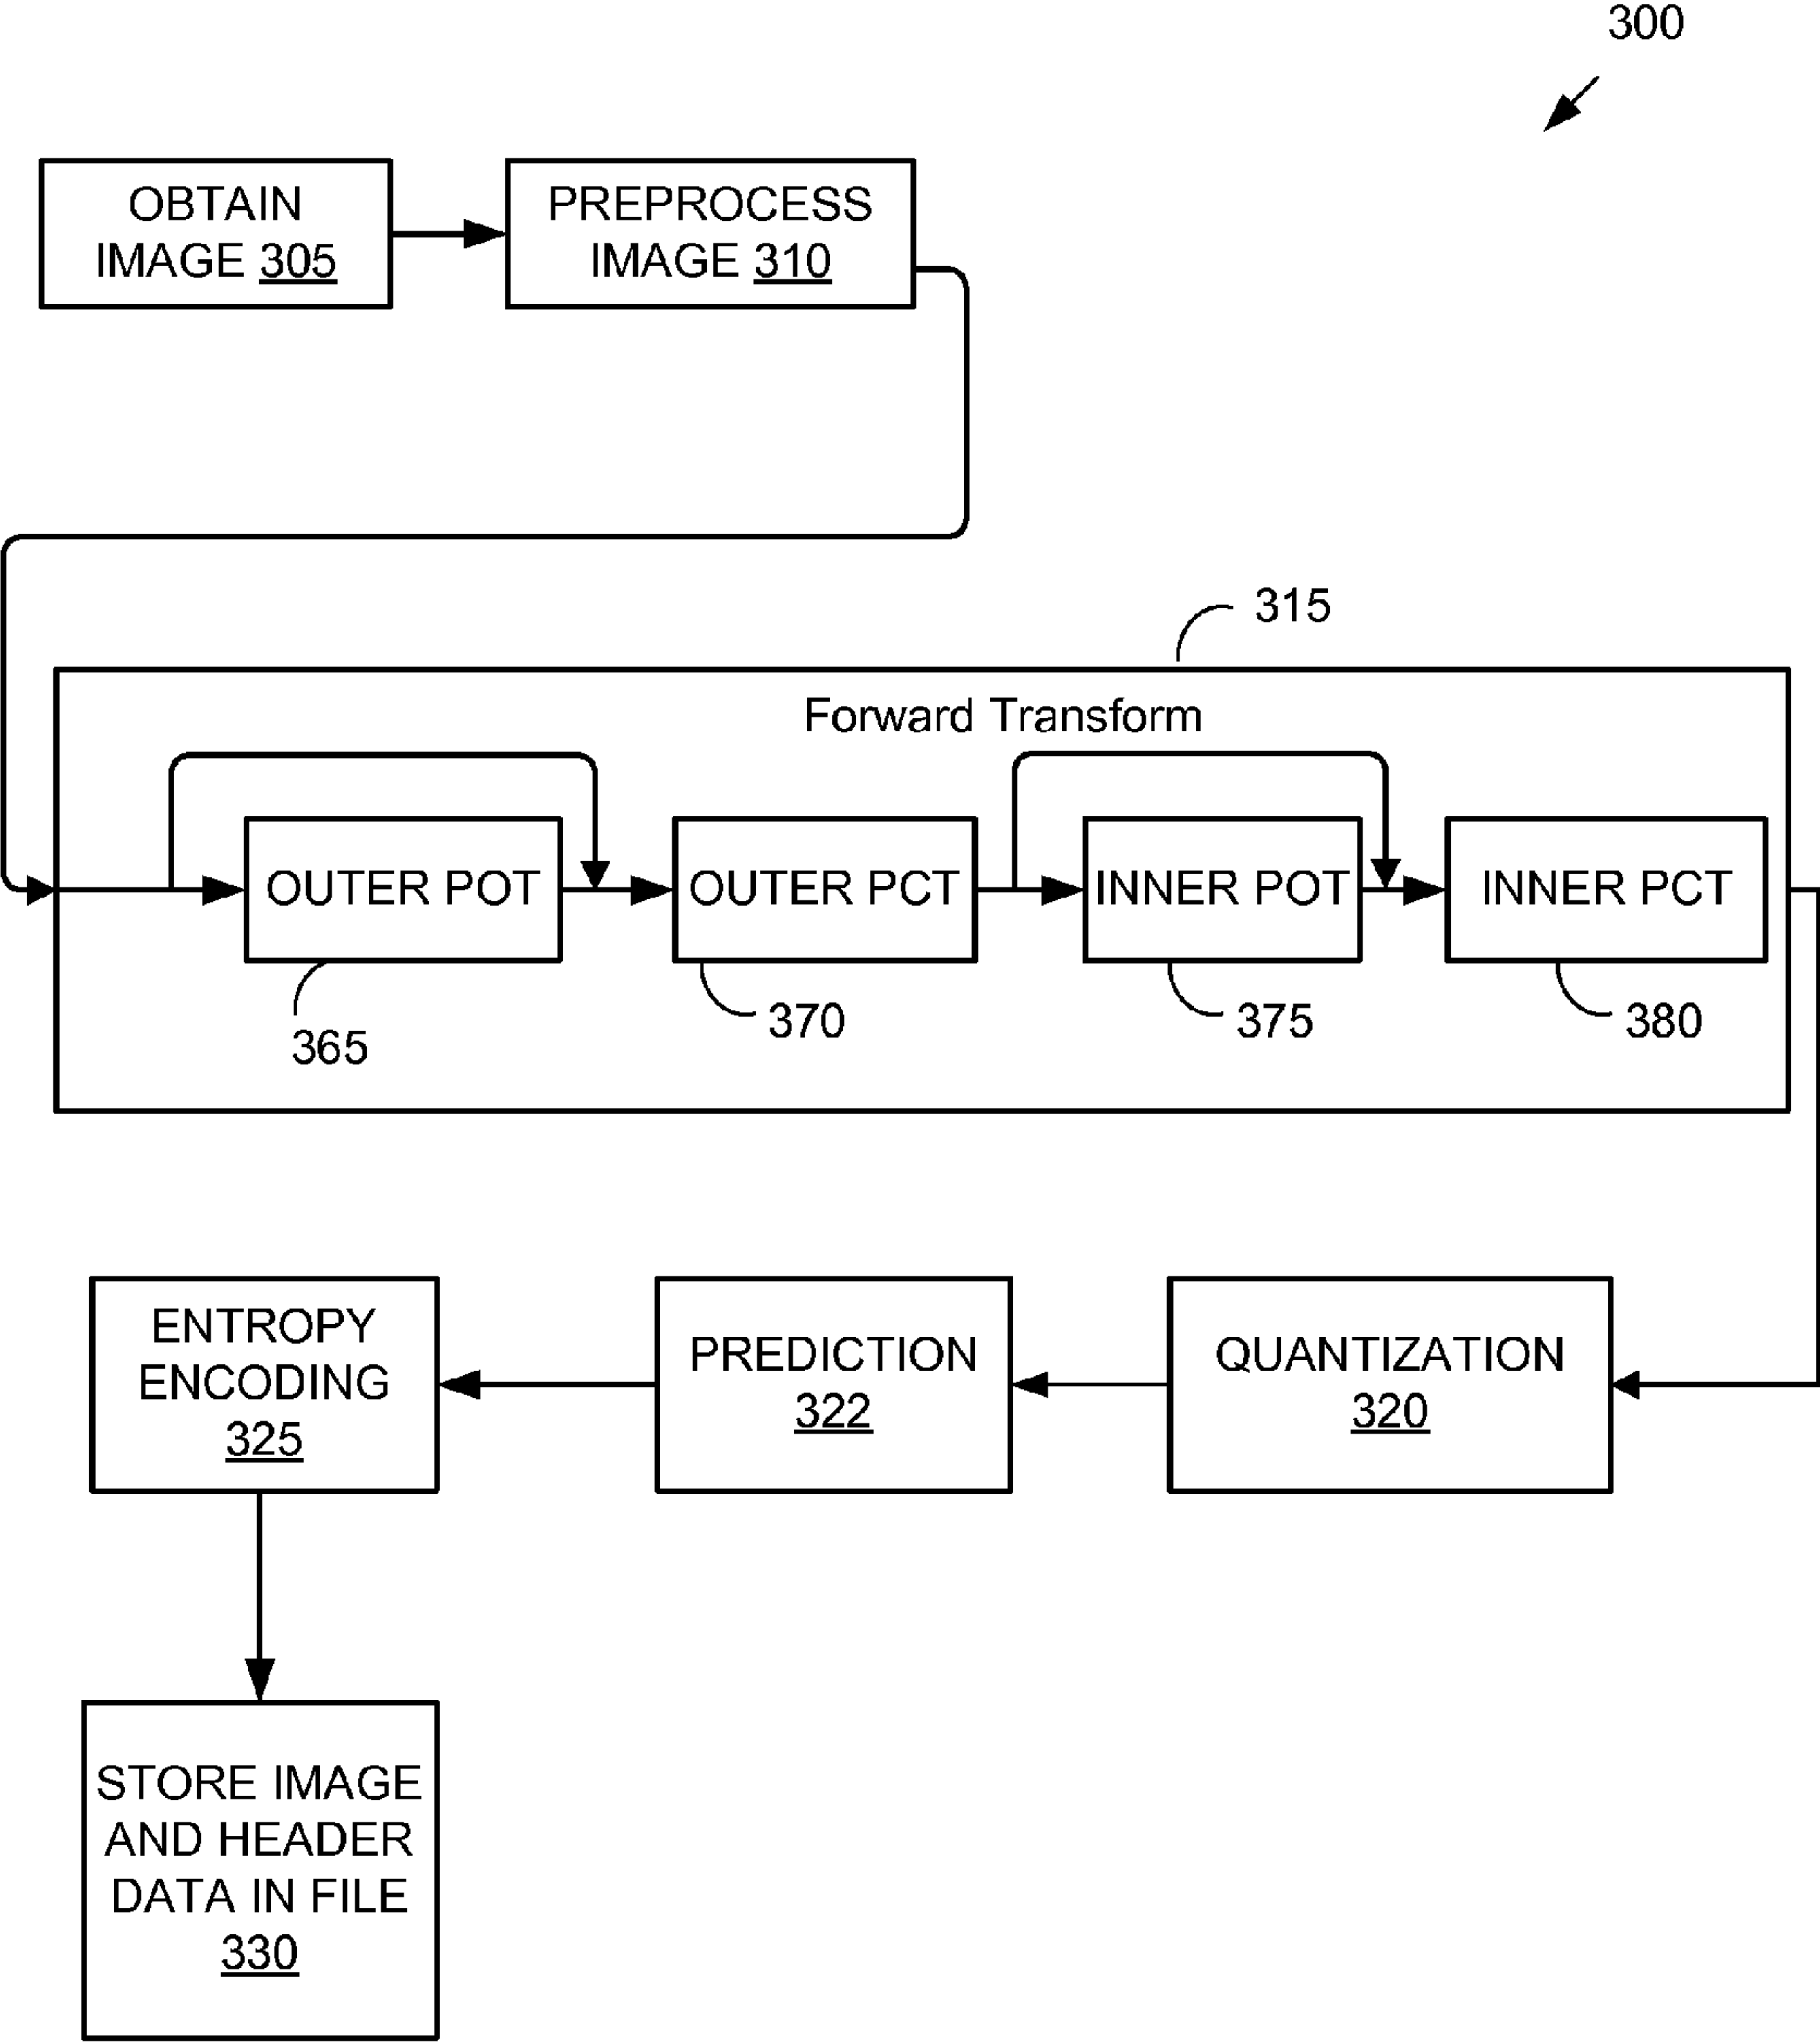 300
OBTAIN
IMAGE 305
PREPROCESS
IMAGE 310
315
Forward Transform
OUTER POT
OUTER PCT
INNER POT
INNER PCT
365
370
375
380
ENTROPY
ENCODING
325
PREDICTION
322
QUANTIZATION
320
STORE IMAGE
AND HEADER
DATA IN FILE
330